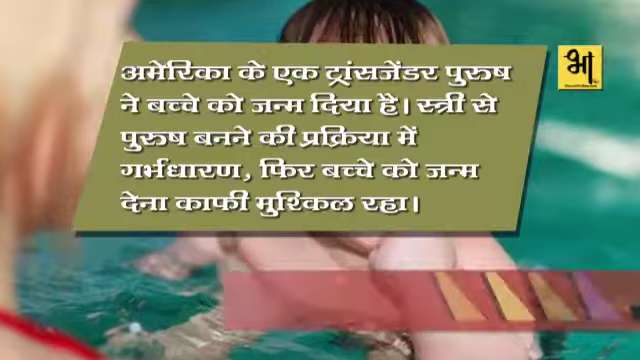 अमेरिका के एक ट्रांसजेंडर पुरुष
ने बच्चे को जन्म दिया है। स्त्री से
पुरुष बनने की प्रक्रिया में
गर्भधारण, फिर बच्चे को जन्म
देना काफी मुश्किल रहा।
भा